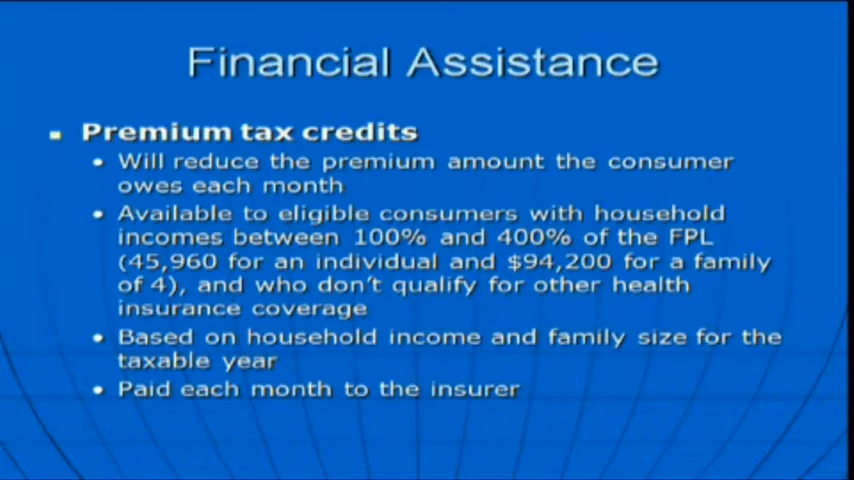 Financial Assistance
Premium tax credits
• Will reduce the premium amount the consumer
owes each month
• Available to eligible consumers with household
incomes between 100% and 400% of the FPL
(45,960 for an individual and $94,200 for a family
of 4), and who don't qualify for other health
insurance coverage
• Based on household income and family size for the
taxable year
• Paid each month to the insurer